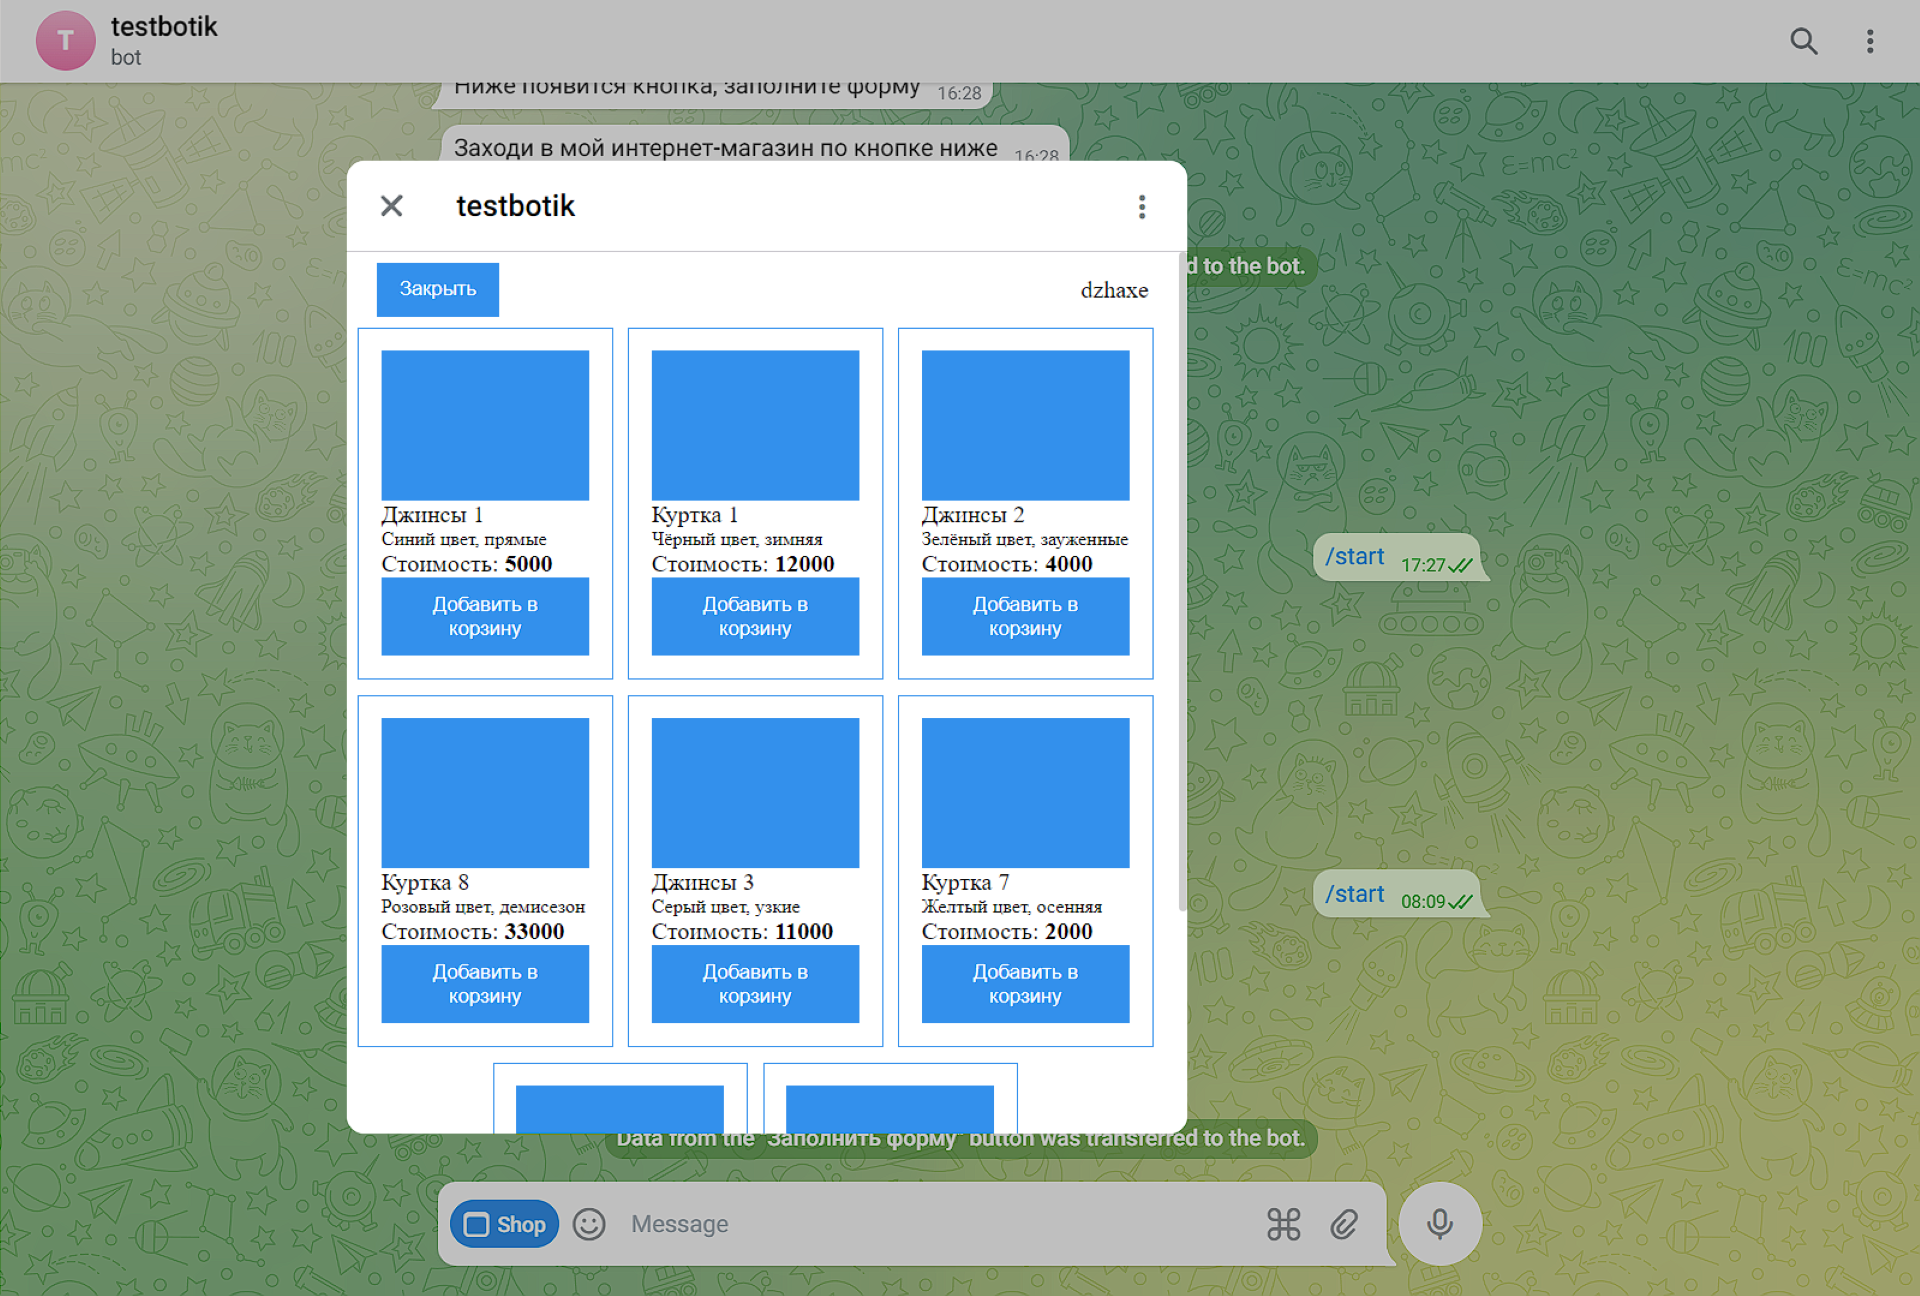 T
testbotik
bot
Ниже появится кнопка, заполните форму 16:28
Заходи в мой интернет-магазин по кнопке ниже 16:28
testbotik
d to the bot.
Закрыть
dzhaxe
Джинсы 1
Синий цвет, прямые
Стоимость: 5000
Добавить в
корзину
Куртка 1
Чёрный цвет, зимняя
Стоимость: 12000
Добавить в
корзину
Джинсы 2
Зелёный цвет, зауженные
Стоимость: 4000
Добавить в
корзину
/start 17:27
Куртка 8
Розовый цвет, демисезон
Стоимость: 33000
Добавить в
корзину
Джинсы 3
Серый цвет, узкие
Стоимость: 11000
Добавить в
корзину
Куртка 7
Желтый цвет, осенняя
Стоимость: 2000
Добавить в
корзину
/start 08:09
Data from the "Заполнить форму" button was transferred to the bot.
Shop
Message